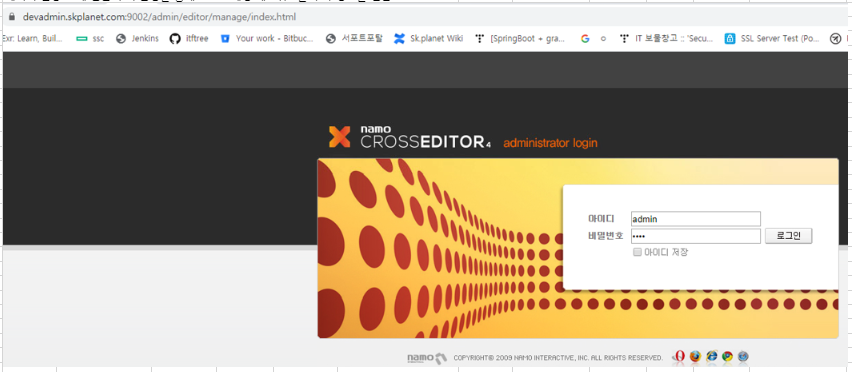 devadmin.skplanet.com:9002/admin/editor/manage/index.html
Exr: Learn, Buil... ssc Jenkins itftree Your work - Bitbuc... 서포트포탈 Sk.planet Wiki [SpringBoot + gra... IT 보물창고 :: 'Secu... SSL Server Test (Po...
namo
CROSSEDITOR4 administrator login
아이디 admin
비밀번호 •••• 로그인
아이디 저장
namo COPYRIGHT© 2009 NAMO INTERACTIVE, INC. ALL RIGHTS RESERVED.